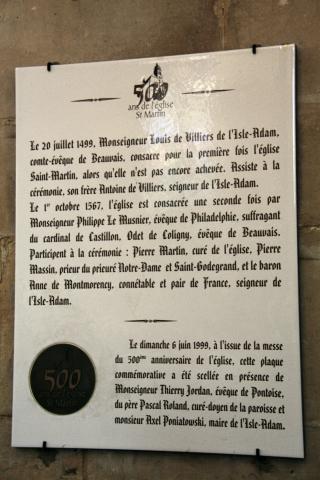 500
ans de l'église
St Martin
Le 20 juillet 1499, Monseigneur Louis de Villiers de l'Isle-Adam,
comte-évêque de Beauvais, consacre pour la première fois l'église
Saint-Martin, alors qu'elle n'est pas encore achevée. Assiste à la
cérémonie, son frère Antoine de Villiers, seigneur de l'Isle-Adam.
Le 1er octobre 1567, l'église est consacrée une seconde fois par
Monseigneur Philippe Le Musnier, évêque de Philadelphie, suffragant
du cardinal de Castillon, Odet de Coligny, évêque de Beauvais.
Participent à la cérémonie : Pierre Martin, curé de l'église, Pierre
Massin, prieur du prieuré Notre-Dame et Saint-Godegrand, et le baron
Anne de Montmorency, connétable et pair de France, seigneur de
l'Isle-Adam.
Le dimanche 6 juin 1999, à l'issue de la messe
du 500ème anniversaire de l'église, cette plaque
commémorative a été scellée en présence de
Monseigneur Thierry Jordan, évêque de Pontoise,
du père Pascal Roland, curé-doyen de la paroisse et
monsieur Axel Poniatowski, maire de l'Isle-Adam.
500
ans de l'église
St Martin